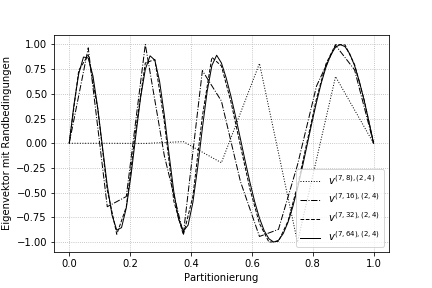 Eigenvektor mit Randbedingungen
1.00
0.75
0.50
0.25
0.00
−0.25
−0.50
−0.75
−1.00
v^(7,8),(2,4)
v^(7,16),(2,4)
v^(7,32),(2,4)
v^(7,64),(2,4)
0.0 0.2 0.4 0.6 0.8 1.0
Partitionierung